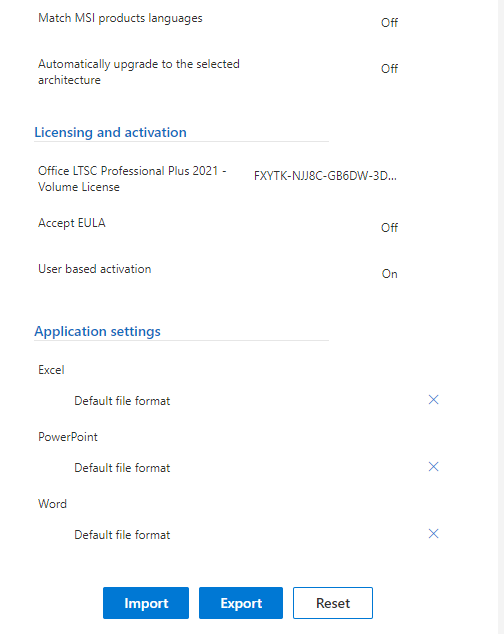 Match MSI products languages
Off
Automatically upgrade to the selected
architecture
Off
Licensing and activation
Office LTSC Professional Plus 2021 -
Volume License
FXYTK-NJJ8C-GB6DW-3D...
Accept EULA
Off
User based activation
On
Application settings
Excel
Default file format
PowerPoint
Default file format
Word
Default file format
Import
Export
Reset